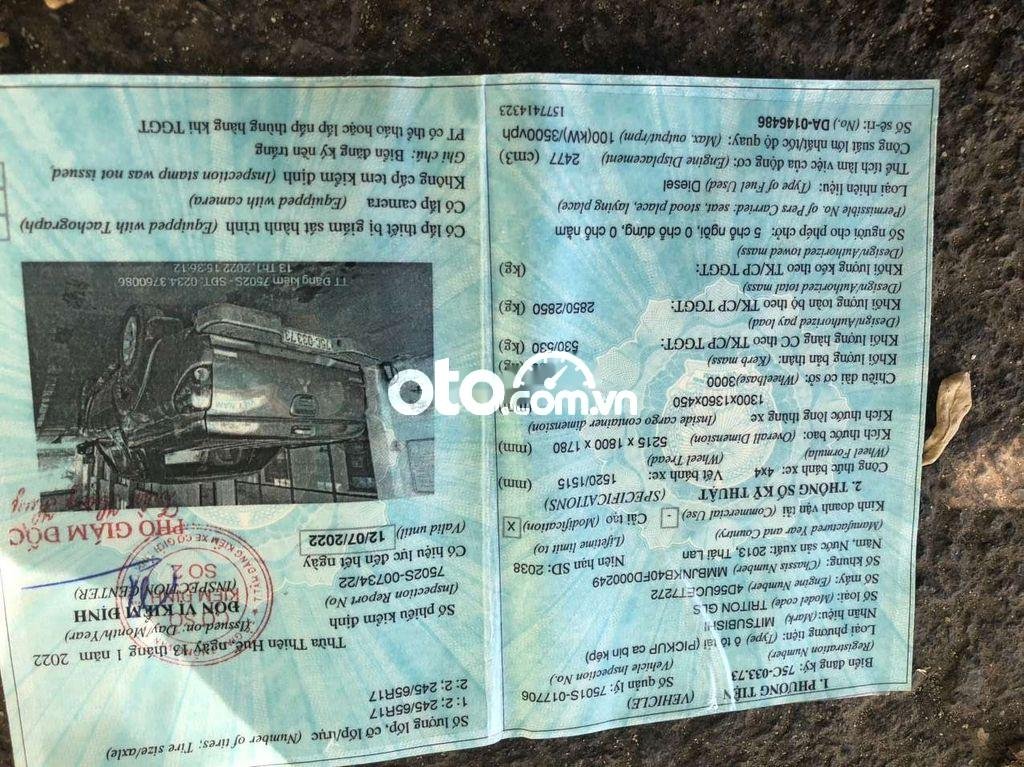 1. PHƯƠNG TIỆN (VEHICLE)
Biển đăng ký: 75C-033.73 Số quản lý: 7501S-017706
(Registration Number) (Vehicle Inspection No.)
Loại phương tiện: (Type) ô tô tải (PICKUP ca bin kép)
Nhãn hiệu: (Mark) MITSUBISHI
Số loại: (Model code) TRITON GLS
Số máy: (Engine Number) 4D56UCET7272
Số khung: (Chassis Number) MMBJNKB40FD000249
Năm, Nước sản xuất: 2013, Thái Lan Niên hạn SD: 2038
(Manufactured Year and Country) (Lifetime limit to)
Kinh doanh vận tải (Commercial Use) - Cải tạo (Modification) X
2. THÔNG SỐ KỸ THUẬT (SPECIFICATIONS)
Công thức bánh xe: 4x4 Vết bánh xe: 1520/1515 (mm)
(Wheel Formula) (Wheel Tread)
Kích thước bao: (Overall Dimension) 5215 x 1800 x 1780 (mm)
Kích thước lòng thùng xe (Inside cargo container dimension)
1300x1360x450
Chiều dài cơ sở: (Wheelbase) 3000
Khối lượng bản thân: (Kerb mass)
Khối lượng hàng CC theo TK/CP TGGT: 530/530 (kg)
(Design/Authorized pay load)
Khối lượng toàn bộ theo TK/CP TGGT: 2850/2850 (kg)
(Design/Authorized total mass)
Khối lượng kéo theo TK/CP TGGT: (kg)
(Design/Authorized towed mass)
Số người cho phép chở: 5 chỗ ngồi, 0 chỗ đứng, 0 chỗ nằm
(Permissible No. of Pers Carried: seat, stood place, laying place)
Loại nhiên liệu: (Type of Fuel Used) Diesel
Thể tích làm việc của động cơ: (Engine Displacement) 2477 (cm3)
Công suất lớn nhất/tốc độ quay: (Max. output/rpm) 100(kW)/3500vph
Số sê-ri: (No.) DA-0146486
1577414323
Số lượng lốp, cỡ lốp/trục (Number of tires; Tire size/axle)
1: 2; 245/65R17
2: 2; 245/65R17
Thừa Thiên Huế, ngày 13 tháng 1 năm 2022
(Issued on: Day/Month/Year)
Số phiếu kiểm định
(Inspection Report No)
7502S-00734/22
Có hiệu lực đến hết ngày
12/07/2022 (Valid until)
ĐƠN VỊ KIỂM ĐỊNH
(INSPECTION CENTER)
SỐ 2
PHÓ GIÁM ĐỐC
75C-033.73
TT Đăng kiểm 7502S - SĐT: 0234.3760086
13 Th1. 2022 15:36:12
Có lắp thiết bị giám sát hành trình (Equipped with Tachograph)
Có lắp camera (Equipped with camera)
Không cấp tem kiểm định (Inspection stamp was not issued)
Ghi chú: Biển đăng ký nền trắng
PT có thể tháo hoặc lắp thùng nắp hàng khi TGGT
oto.com.vn